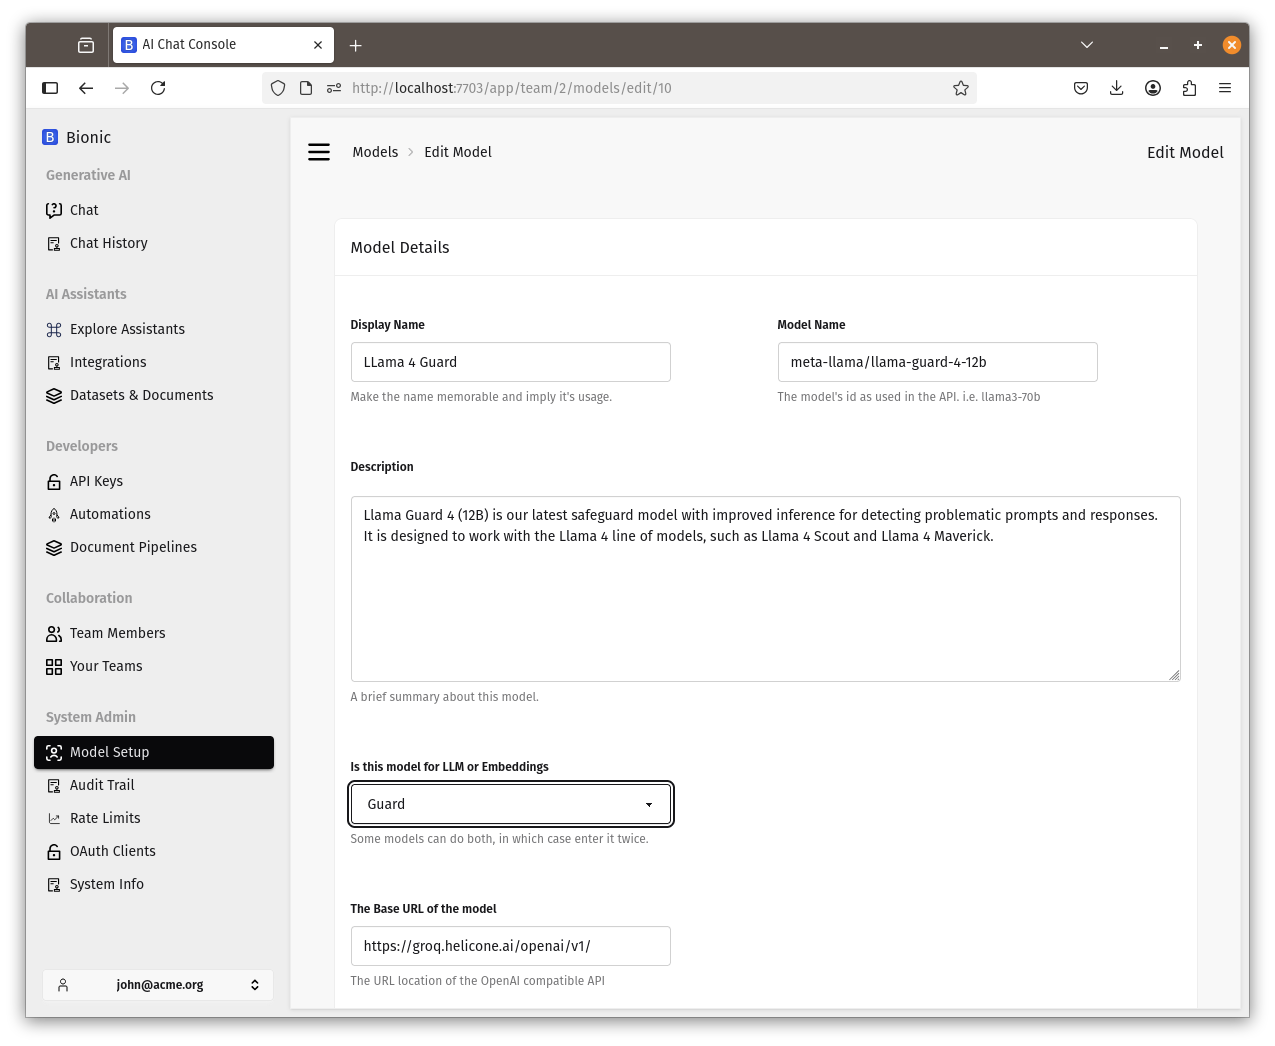 B AI Chat Console
http://localhost:7703/app/team/2/models/edit/10
B Bionic
Generative AI
Chat
Chat History
AI Assistants
Explore Assistants
Integrations
Datasets & Documents
Developers
API Keys
Automations
Document Pipelines
Collaboration
Team Members
Your Teams
System Admin
Model Setup
Audit Trail
Rate Limits
OAuth Clients
System Info
john@acme.org
Models > Edit Model
Edit Model
Model Details
Display Name
LLama 4 Guard
Make the name memorable and imply it's usage.
Model Name
meta-llama/llama-guard-4-12b
The model's id as used in the API. i.e. llama3-70b
Description
Llama Guard 4 (12B) is our latest safeguard model with improved inference for detecting problematic prompts and responses.
It is designed to work with the Llama 4 line of models, such as Llama 4 Scout and Llama 4 Maverick.
A brief summary about this model.
Is this model for LLM or Embeddings
Guard
Some models can do both, in which case enter it twice.
The Base URL of the model
https://groq.helicone.ai/openai/v1/
The URL location of the OpenAI compatible API